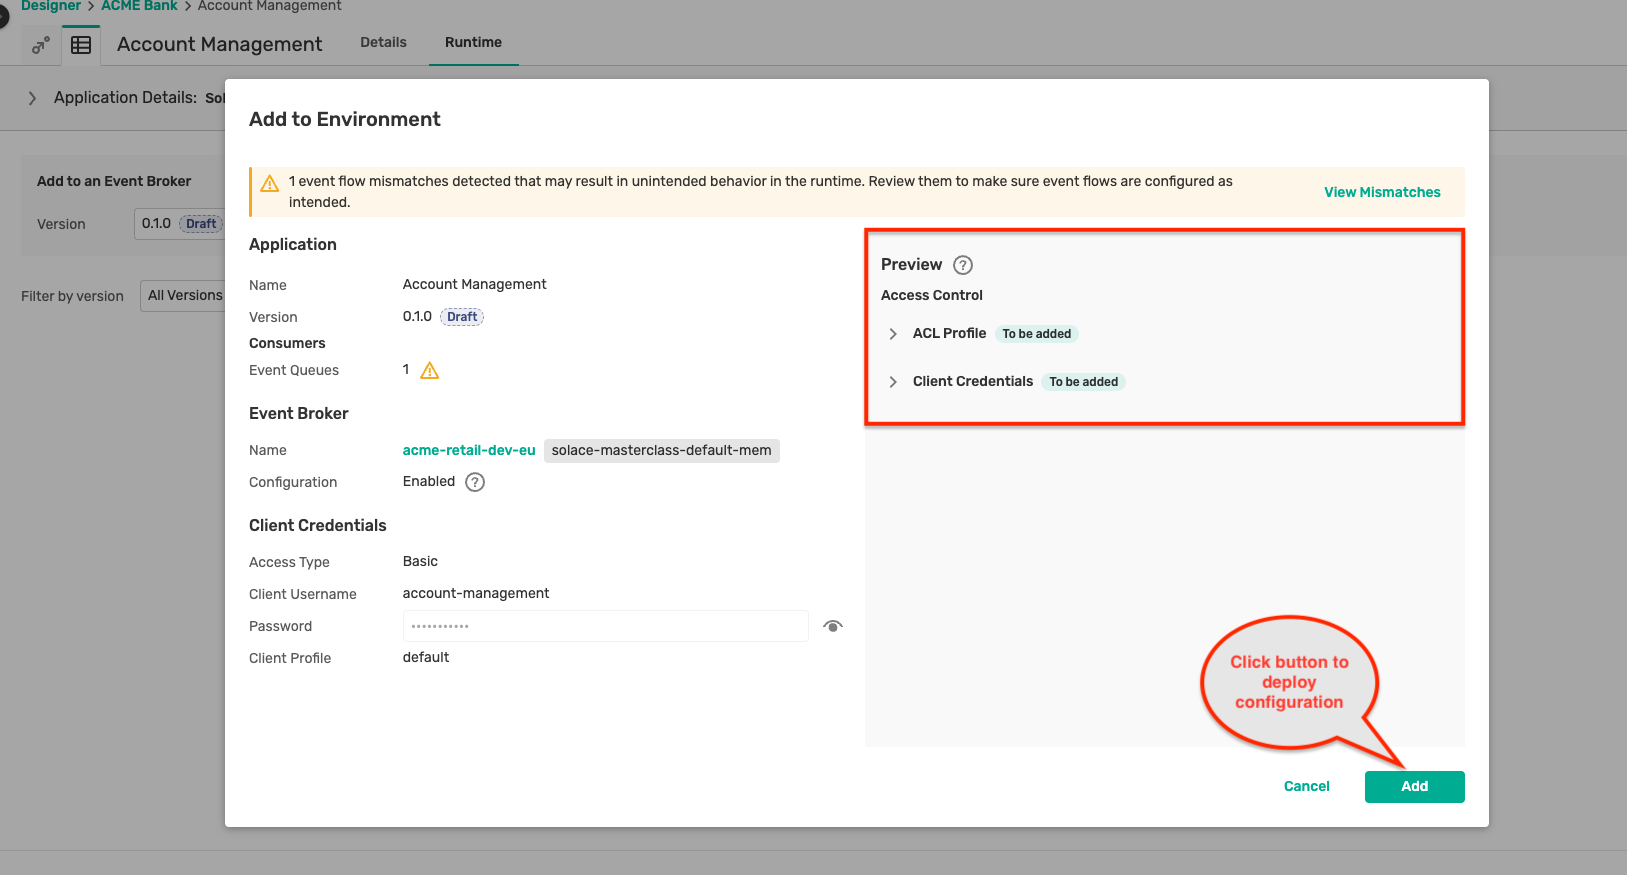 Designer > ACME Bank > Account Management
Account Management Details Runtime
Application Details: Sol
Add to an Event Broker
Version 0.1.0 Draft
Filter by version All Versions
Add to Environment
1 event flow mismatches detected that may result in unintended behavior in the runtime. Review them to make sure event flows are configured as
intended.
View Mismatches
Application
Name Account Management
Version 0.1.0 Draft
Consumers
Event Queues 1
Event Broker
Name acme-retail-dev-eu solace-masterclass-default-mem
Configuration Enabled ?
Client Credentials
Access Type Basic
Client Username account-management
Password •••••••••••
Client Profile default
Preview ?
Access Control
ACL Profile To be added
Client Credentials To be added
Click button to
deploy
configuration
Cancel Add